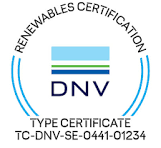 RENEWABLES CERTIFICATION
DNV
TYPE CERTIFICATE
TC-DNV-SE-0441-01234